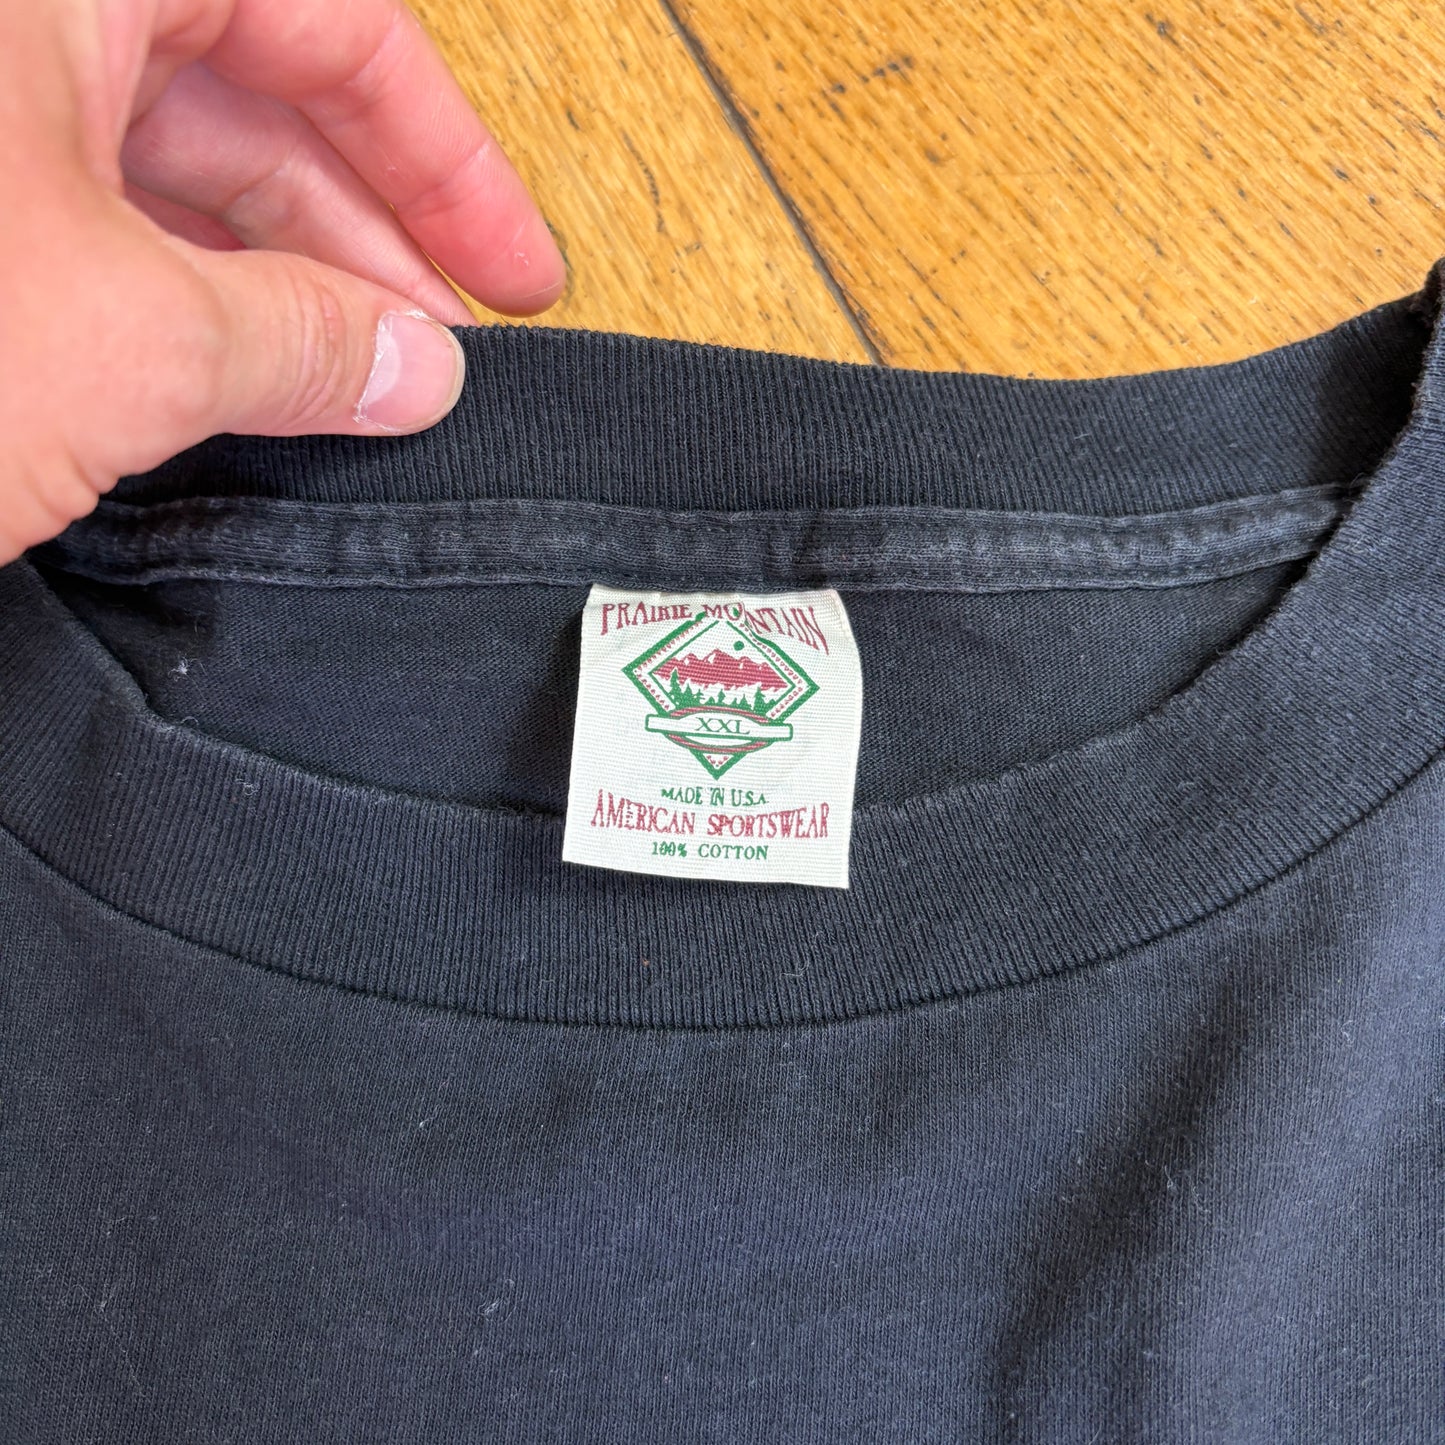 PRAIRIE MOUNTAIN
XXL
MADE IN U.S.A.
AMERICAN SPORTSWEAR
100% COTTON